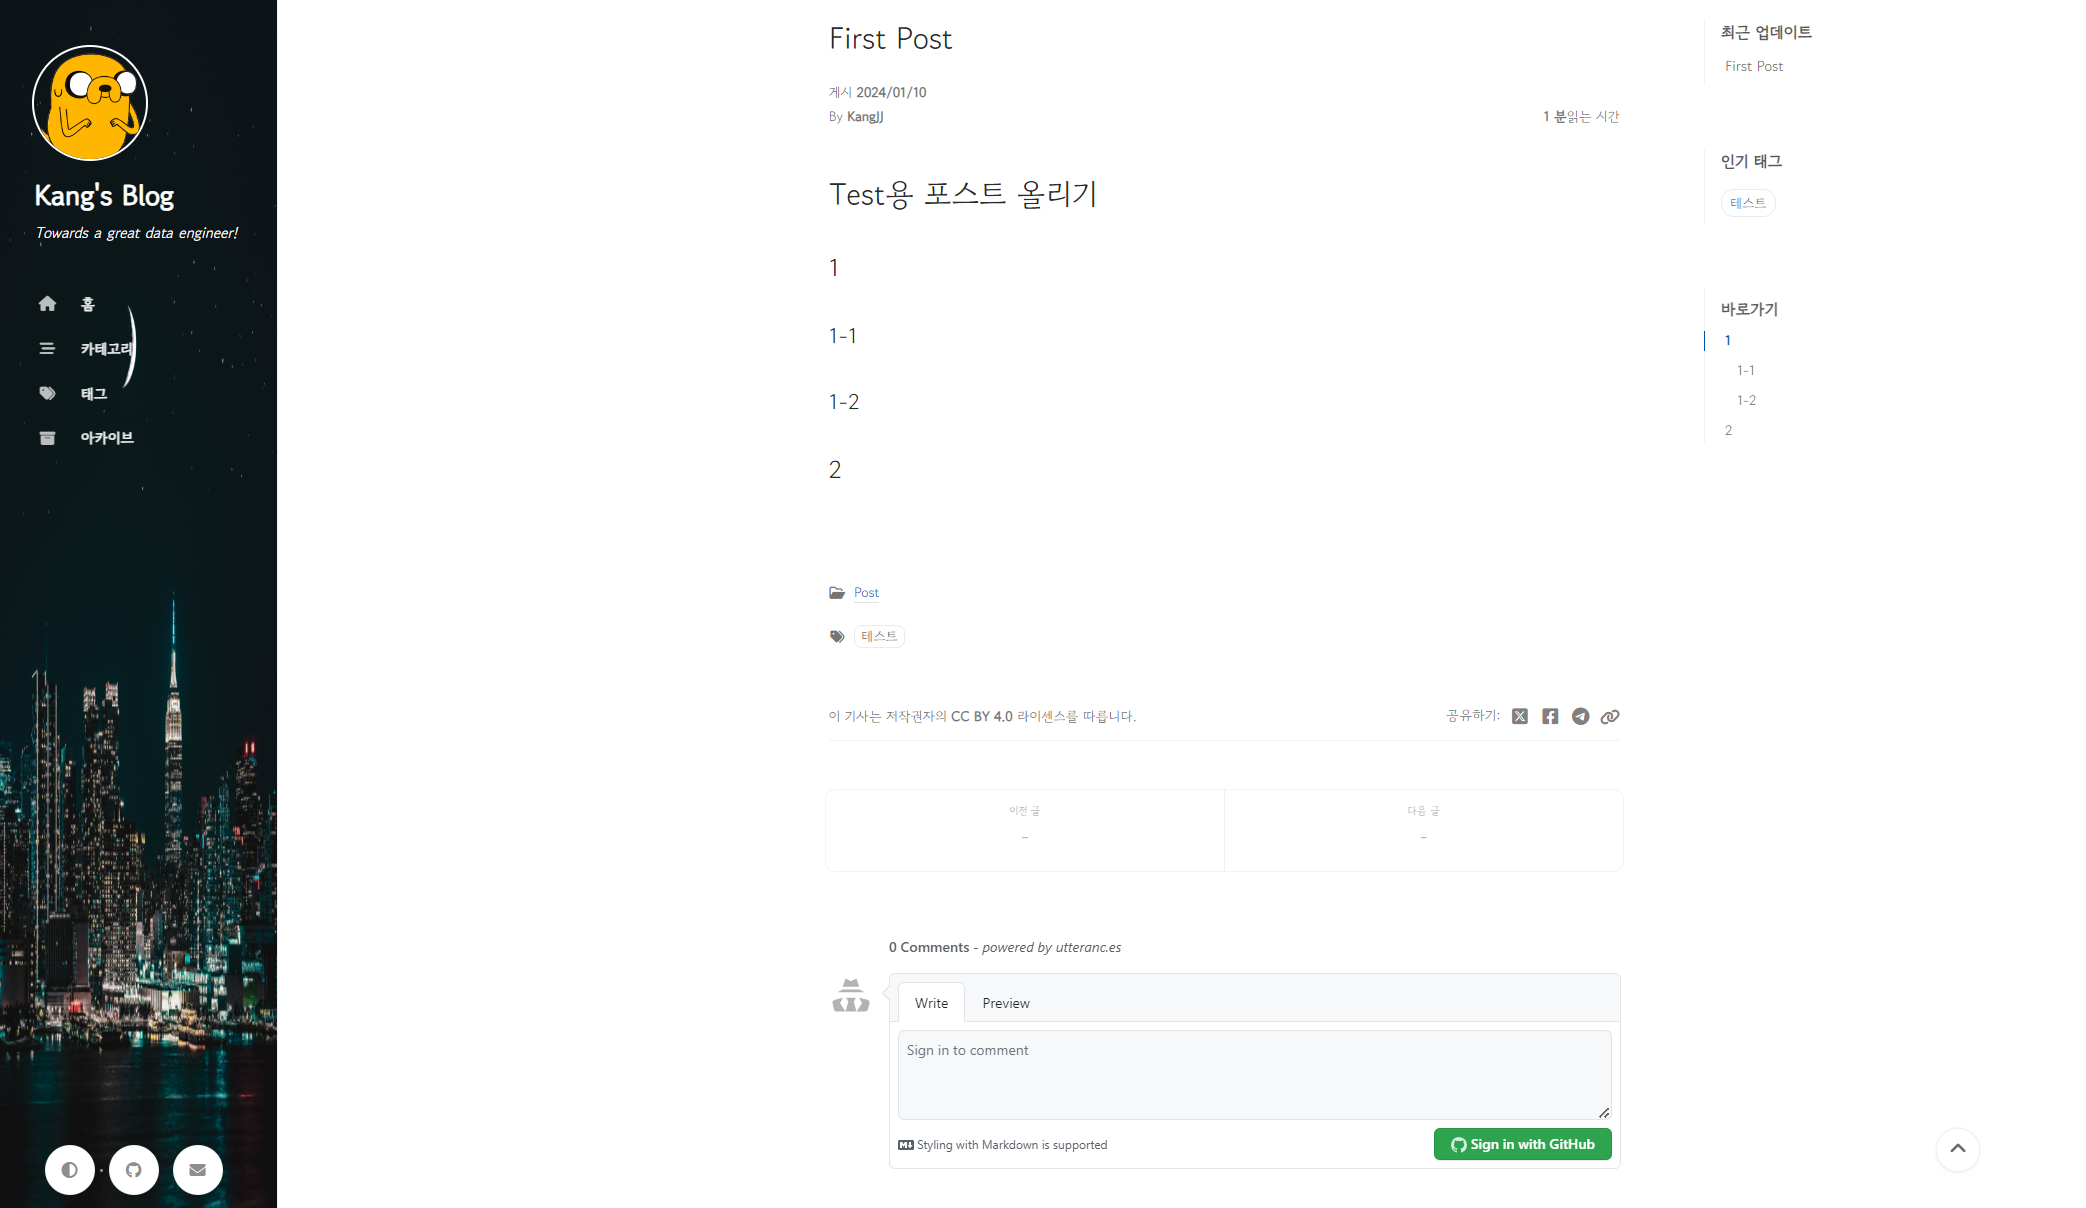 Kang's Blog
Towards a great data engineer!
홈
카테고리
태그
아카이브
First Post
게시 2024/01/10
By KangJJ
1 분읽는 시간
Test용 포스트 올리기
1
1-1
1-2
2
Post
테스트
이 기사는 저작권자의 CC BY 4.0 라이센스를 따릅니다.
공유하기:
이전 글
-
다음 글
-
0 Comments - powered by utteranc.es
Write
Preview
Sign in to comment
Styling with Markdown is supported
Sign in with GitHub
최근 업데이트
First Post
인기 태그
테스트
바로가기
1
1-1
1-2
2